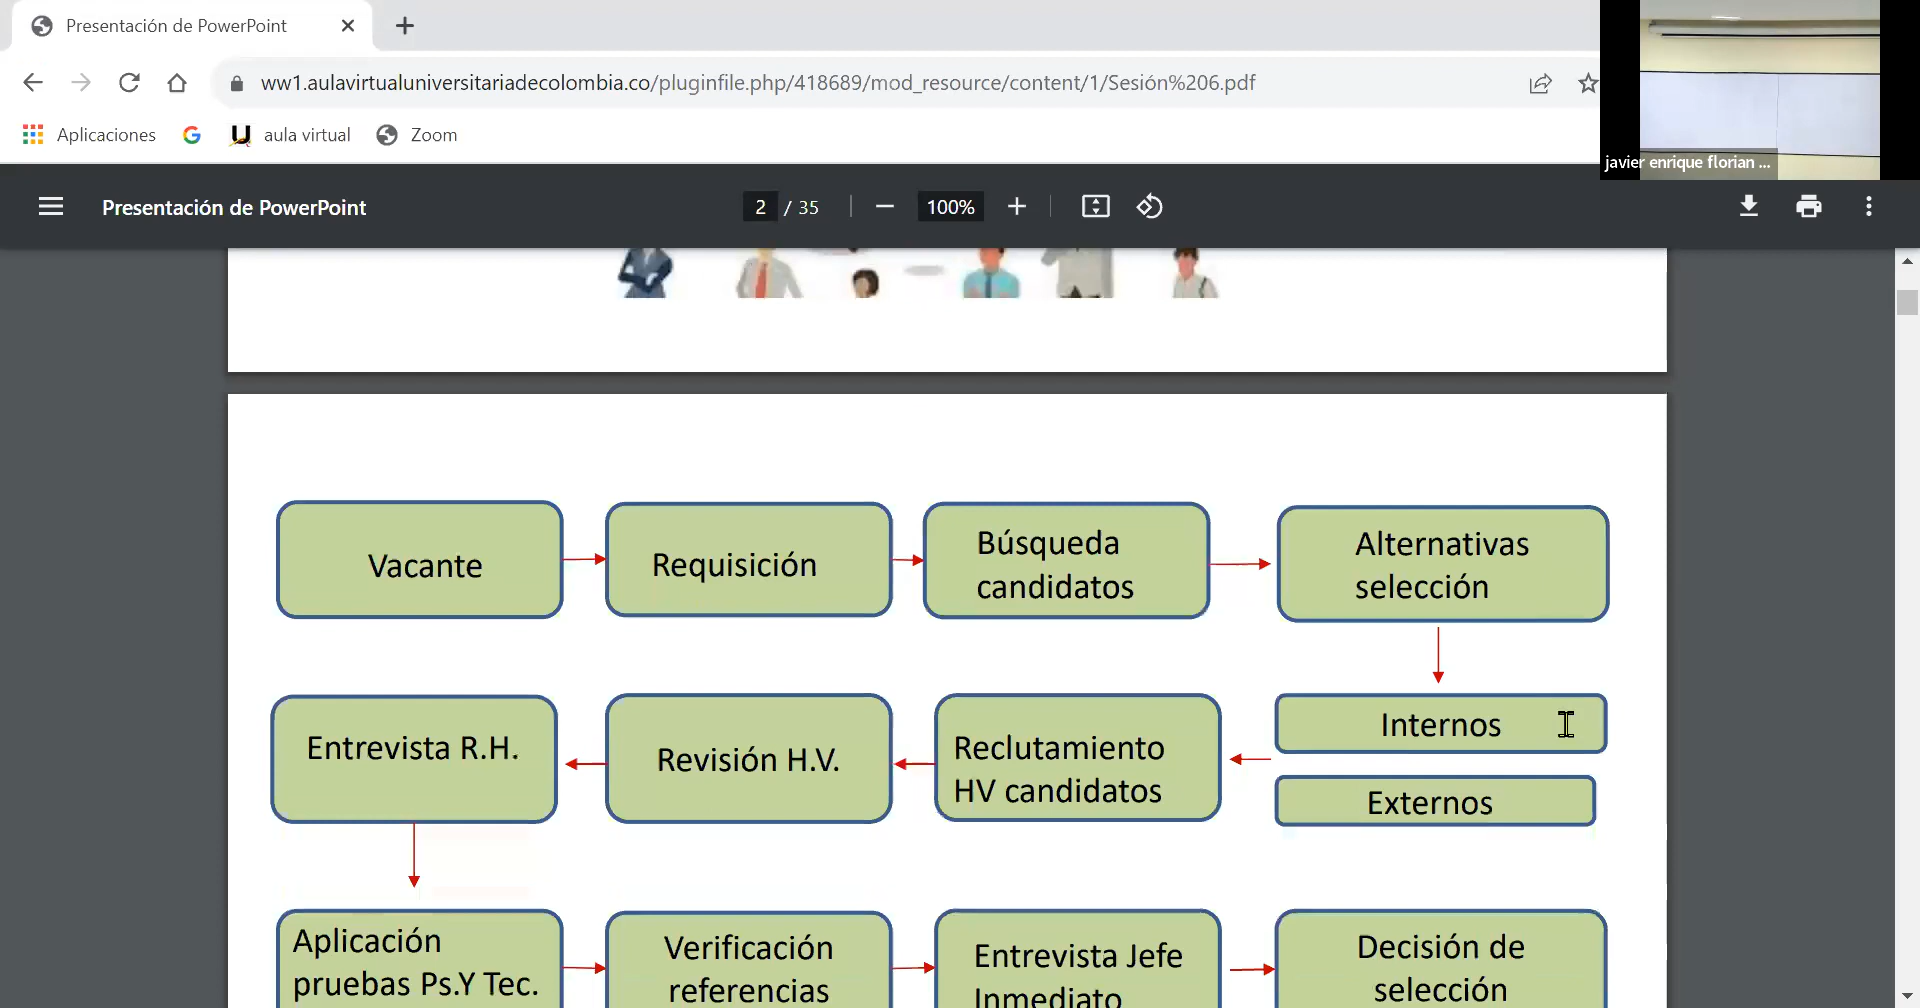 Presentación de PowerPoint
ww1.aulavirtualuniversitariadecolombia.co/pluginfile.php/418689/mod_resource/content/1/Sesión%206.pdf
Aplicaciones
aula virtual
Zoom
javier enrique florian ...
Presentación de PowerPoint
2 / 35
100%
Vacante
Requisición
Búsqueda
candidatos
Alternativas
selección
Internos
Externos
Reclutamiento
HV candidatos
Revisión H.V.
Entrevista R.H.
Aplicación
pruebas Ps.Y Tec.
Verificación
referencias
Entrevista Jefe
Inmediato
Decisión de
selección